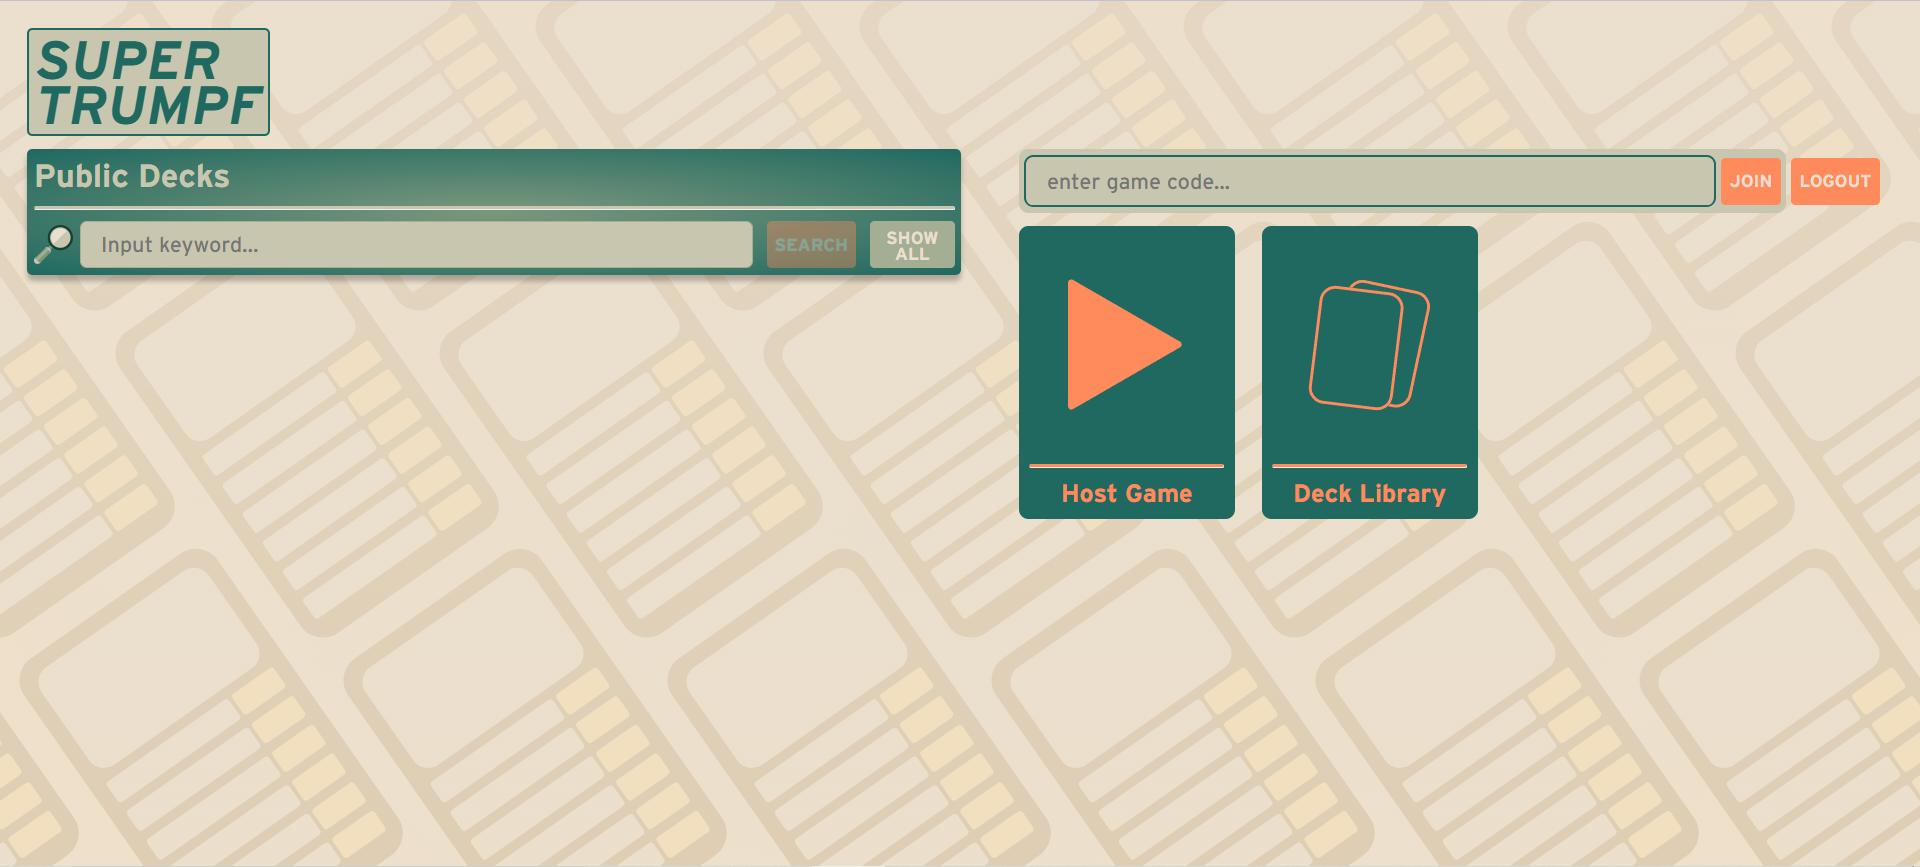 SUPER
TRUMPF
Public Decks
Input keyword...
SEARCH
SHOW
ALL
enter game code...
JOIN
LOGOUT
Host Game
Deck Library